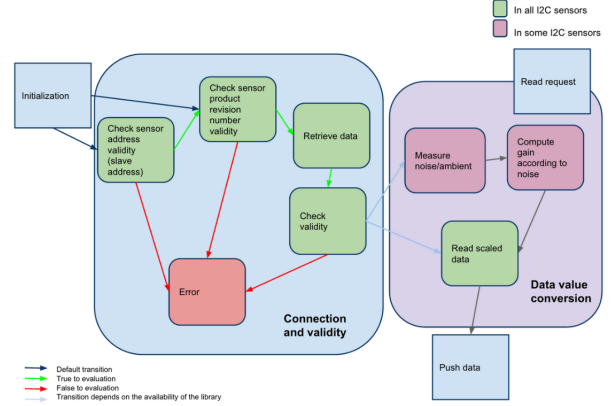 In all I2C sensors
In some I2C sensors
Initialization
Check sensor
product
revision
number
validity
Read request
Check sensor
address
validity
(slave
address)
Retrieve data
Measure
noise/ambient
Compute
gain
according to
noise
Check
validity
Read scaled
data
Error
Connection
and validity
Data value
conversion
Push data
Default transition
True to evaluation
False to evaluation
Transition depends on the availability of the library